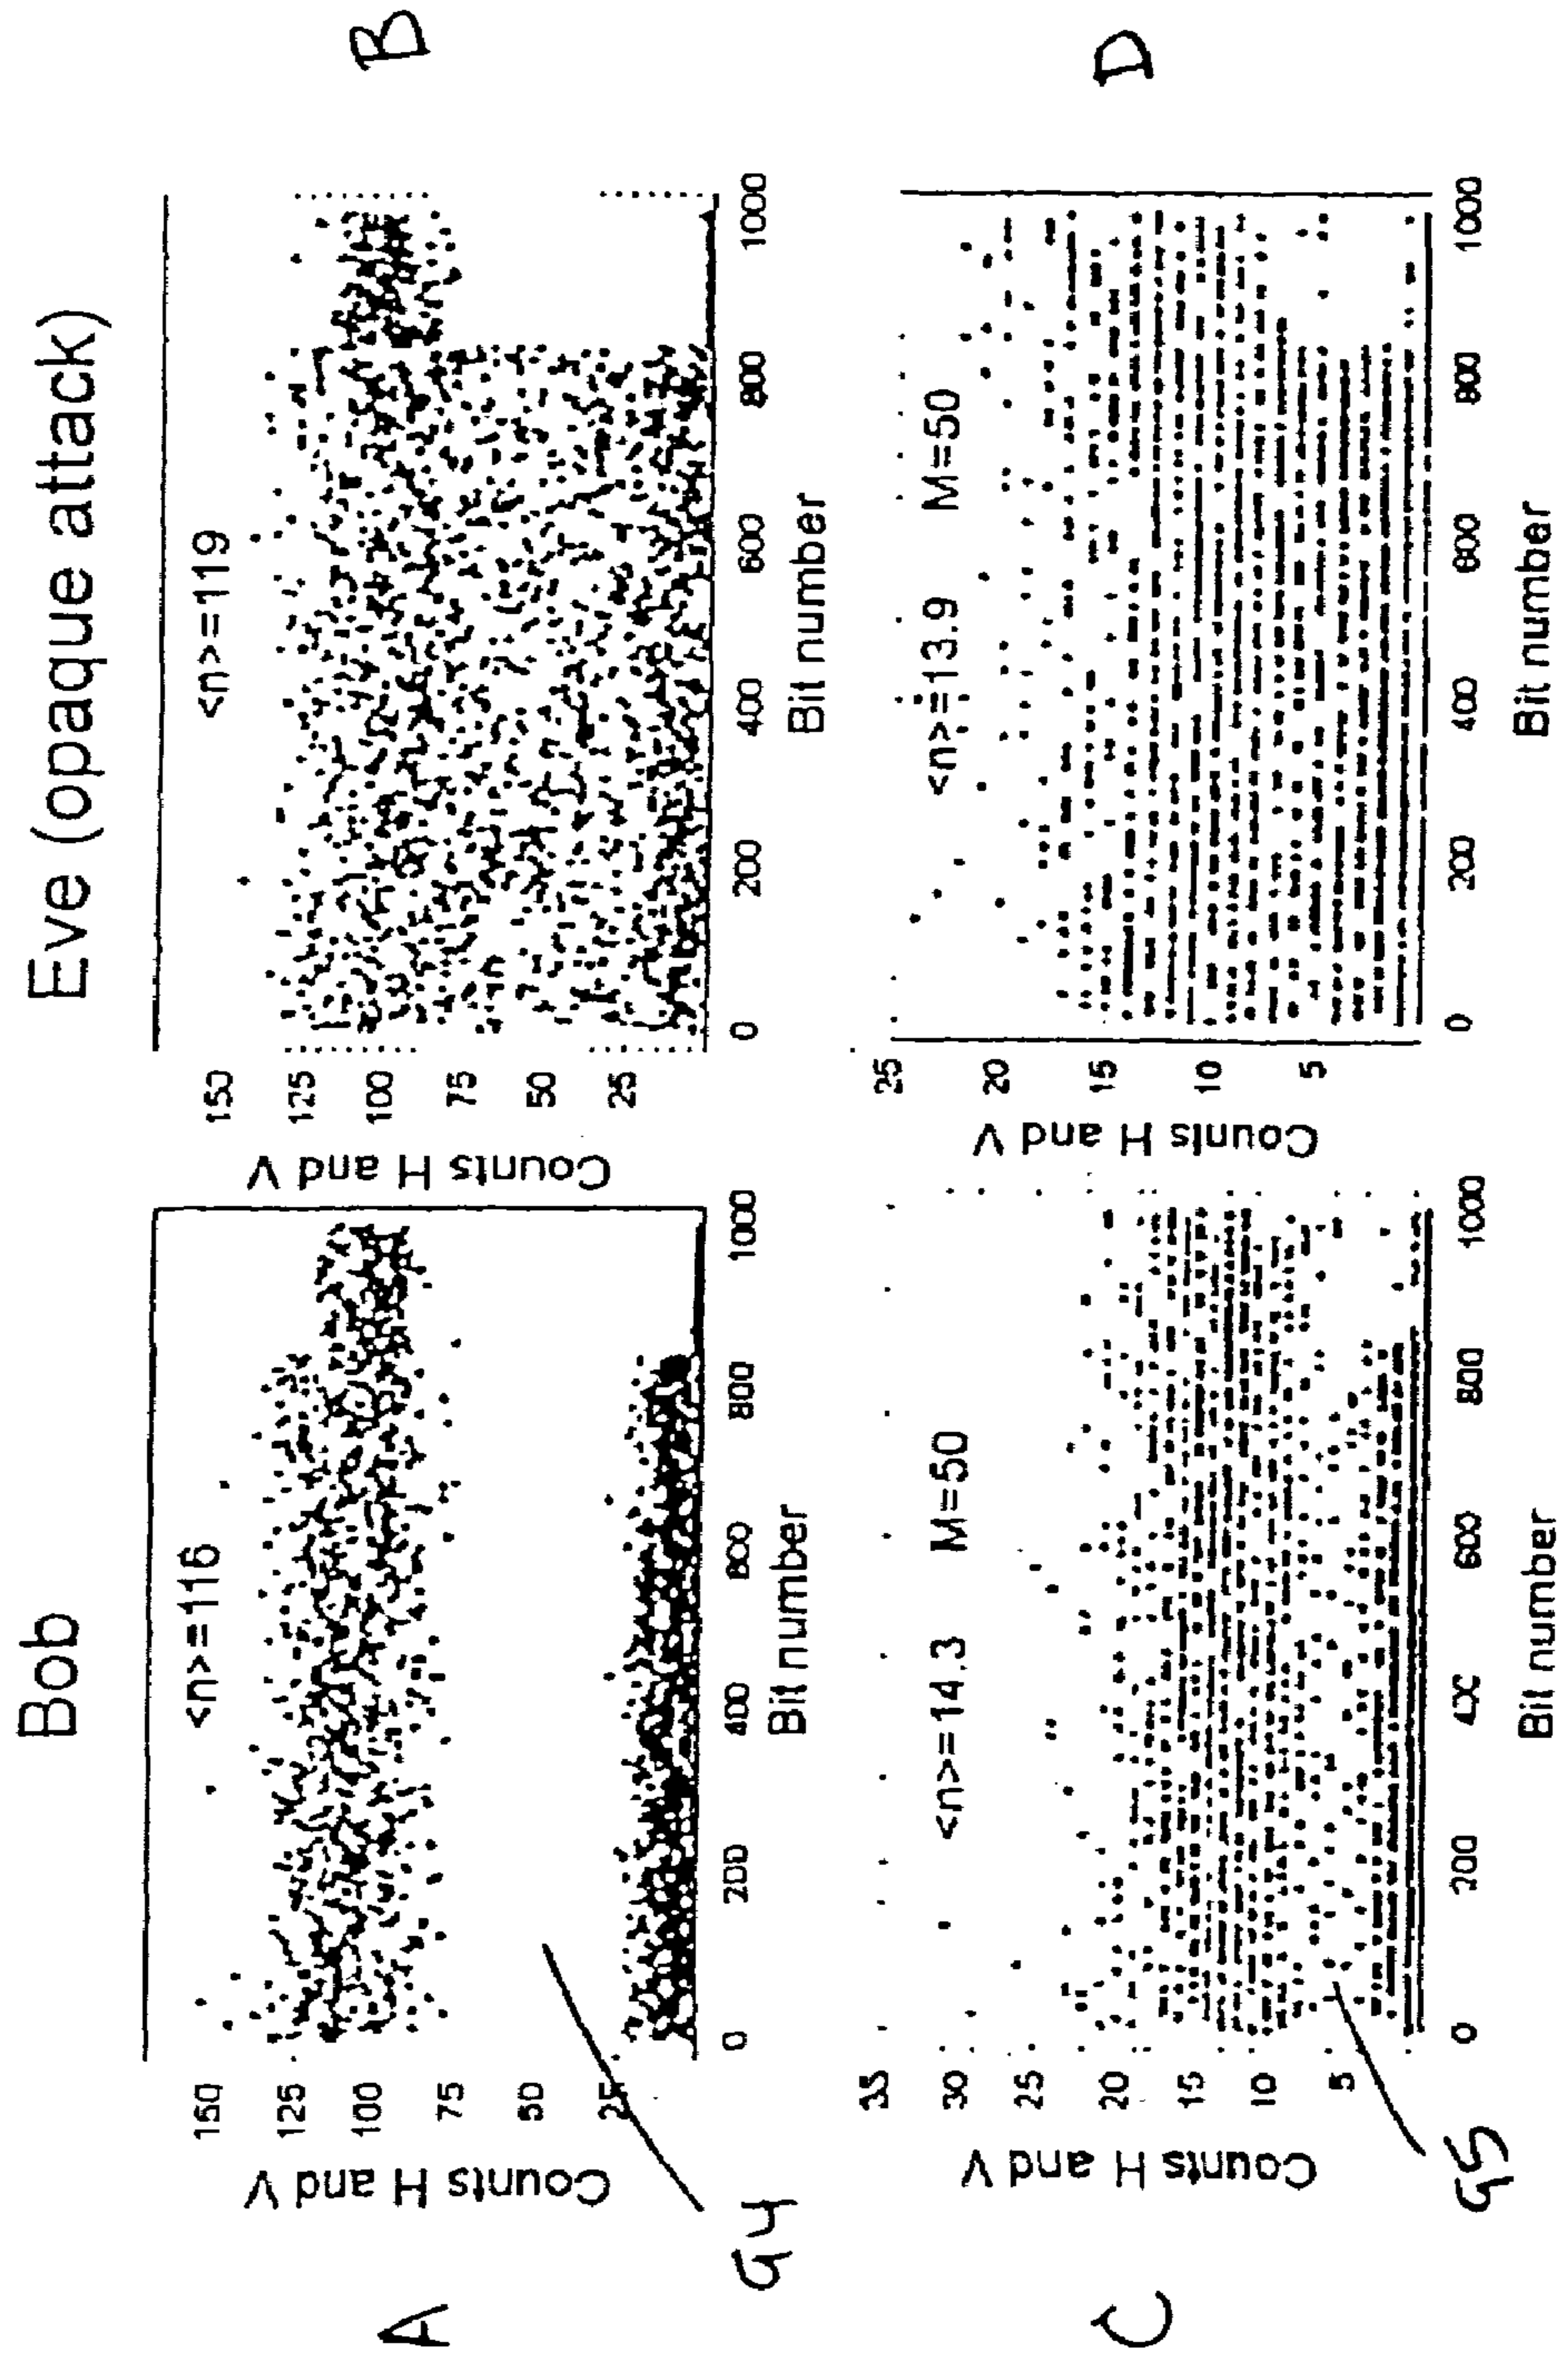 Bob
Eve (opaque attack)
A
Counts H and V
150
125
100
75
50
25
<n>=116
0 200 400 600 800 1000
Bit number
94
B
Counts H and V
150
125
100
75
50
25
<n>=119
0 200 400 600 800 1000
Bit number
C
Counts H and V
35
30
25
20
15
10
5
<n>=14.3 M=50
0 200 400 600 800 1000
Bit number
95
D
Counts H and V
25
20
15
10
5
<n>=13.9 M=50
0 200 400 600 800 1000
Bit number